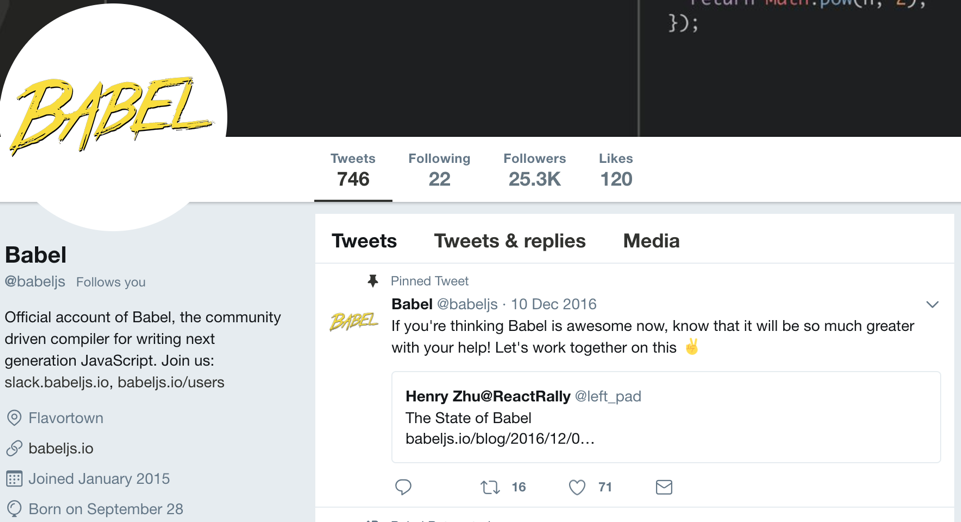 return Math.pow(n, 2);
});
BABEL
Tweets Following Followers Likes
746 22 25.3K 120
Babel
@babeljs Follows you
Official account of Babel, the community
driven compiler for writing next
generation JavaScript. Join us:
slack.babeljs.io, babeljs.io/users
Flavortown
babeljs.io
Joined January 2015
Born on September 28
Tweets Tweets & replies Media
Pinned Tweet
BABEL
Babel @babeljs · 10 Dec 2016
If you're thinking Babel is awesome now, know that it will be so much greater
with your help! Let's work together on this ✌️
Henry Zhu@ReactRally @left_pad
The State of Babel
babeljs.io/blog/2016/12/0…
16 71